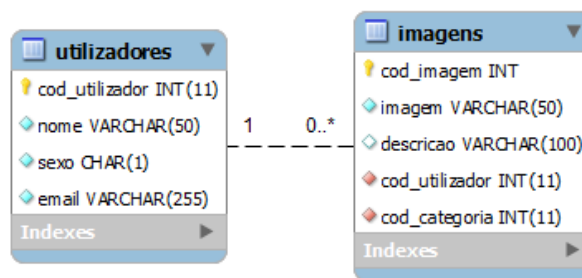 utilizadores
cod_utilizador INT(11)
nome VARCHAR(50)
sexo CHAR(1)
email VARCHAR(255)
Indexes
1
0..*
imagens
cod_imagem INT
imagem VARCHAR(50)
descricao VARCHAR(100)
cod_utilizador INT(11)
cod_categoria INT(11)
Indexes